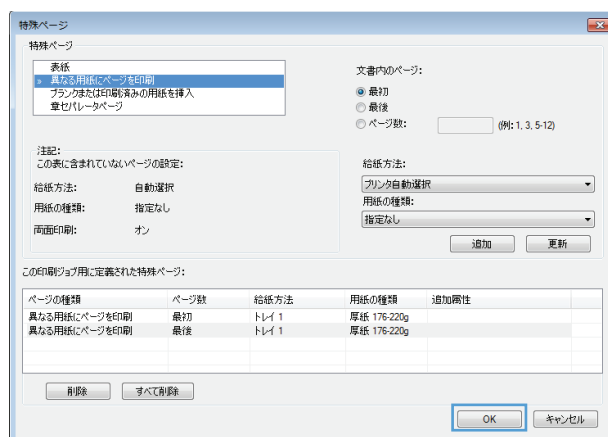 特殊ページ
特殊ページ
表紙
» 異なる用紙にページを印刷
ブランクまたは印刷済みの用紙を挿入
章セパレータページ
文書内のページ:
最初
最後
ページ数:
(例: 1, 3, 5-12)
注記:
この表に含まれていないページの設定:
給紙方法: 自動選択
用紙の種類: 指定なし
両面印刷: オン
給紙方法:
プリンタ自動選択
用紙の種類:
指定なし
追加 更新
この印刷ジョブ用に定義された特殊ページ:
ページの種類 ページ数 給紙方法 用紙の種類 追加属性
異なる用紙にページを印刷 最初 トレイ 1 厚紙 176-220g
異なる用紙にページを印刷 最後 トレイ 1 厚紙 176-220g
削除 すべて削除
OK キャンセル